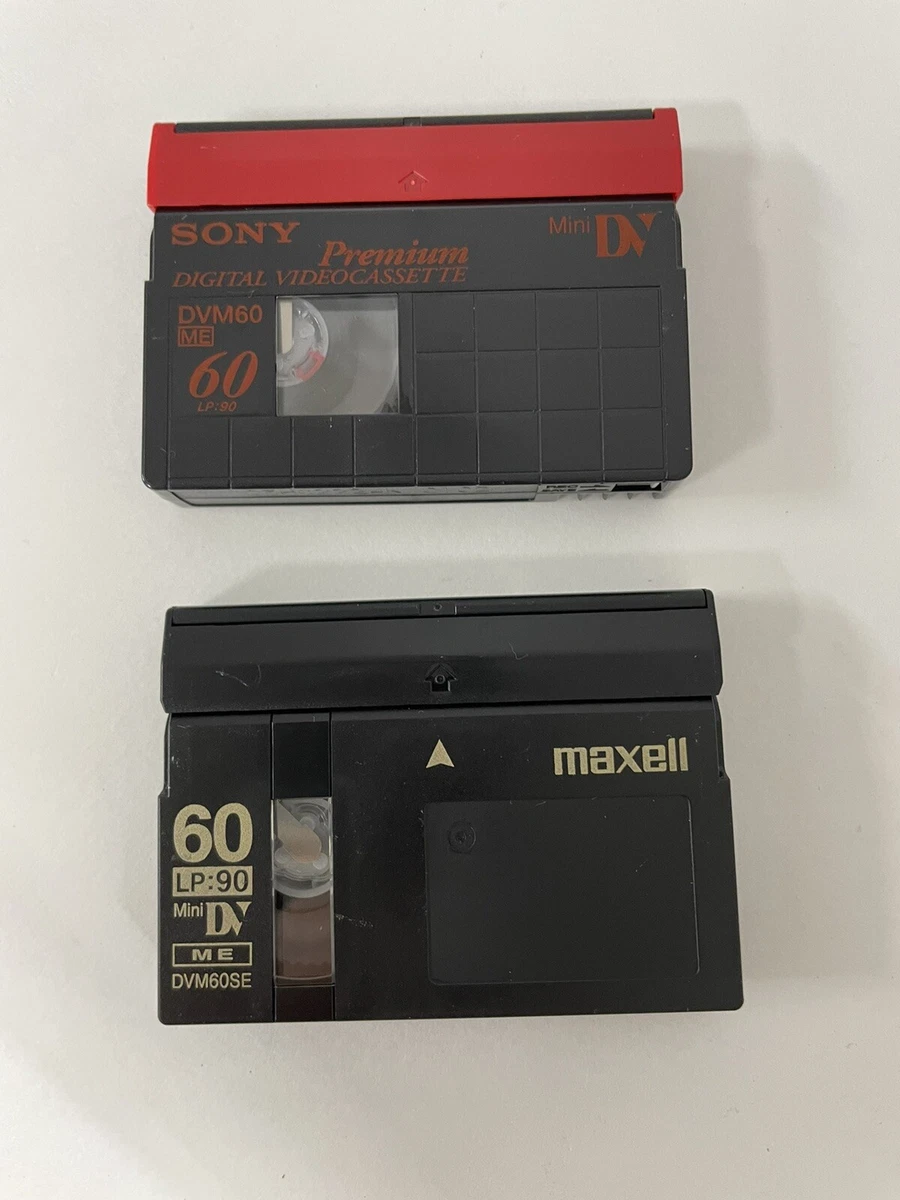 SONY
Premium
DIGITAL VIDEOCASSETTE
Mini DV
DVM60
ME
60
LP:90
maxell
60
LP:90
Mini DV
ME
DVM60SE